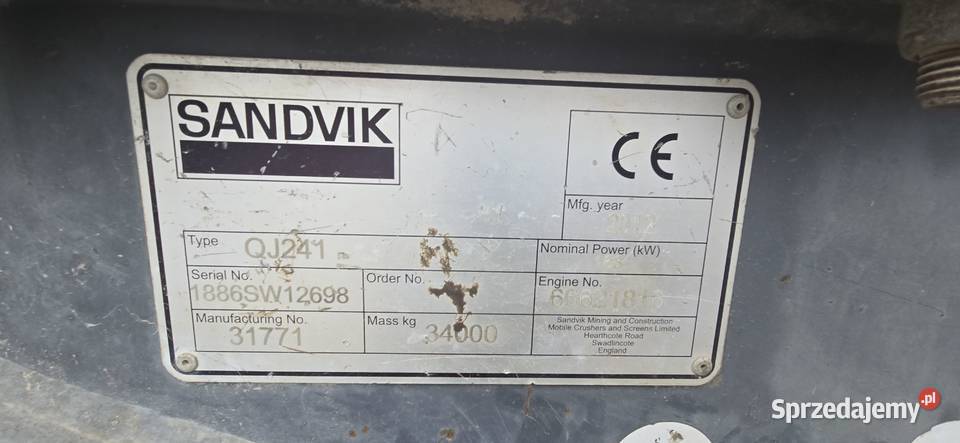 SANDVIK
CE
Mfg. year
Type QJ241
Nominal Power (kW)
Serial No. 1886SW12698
Order No.
Engine No.
Manufacturing No. 31771
Mass kg 34000
Sandvik Mining and Construction
Mobile Crushers and Screens Limited
Hearthcote Road
Swadlincote
England
Sprzedajemy.pl